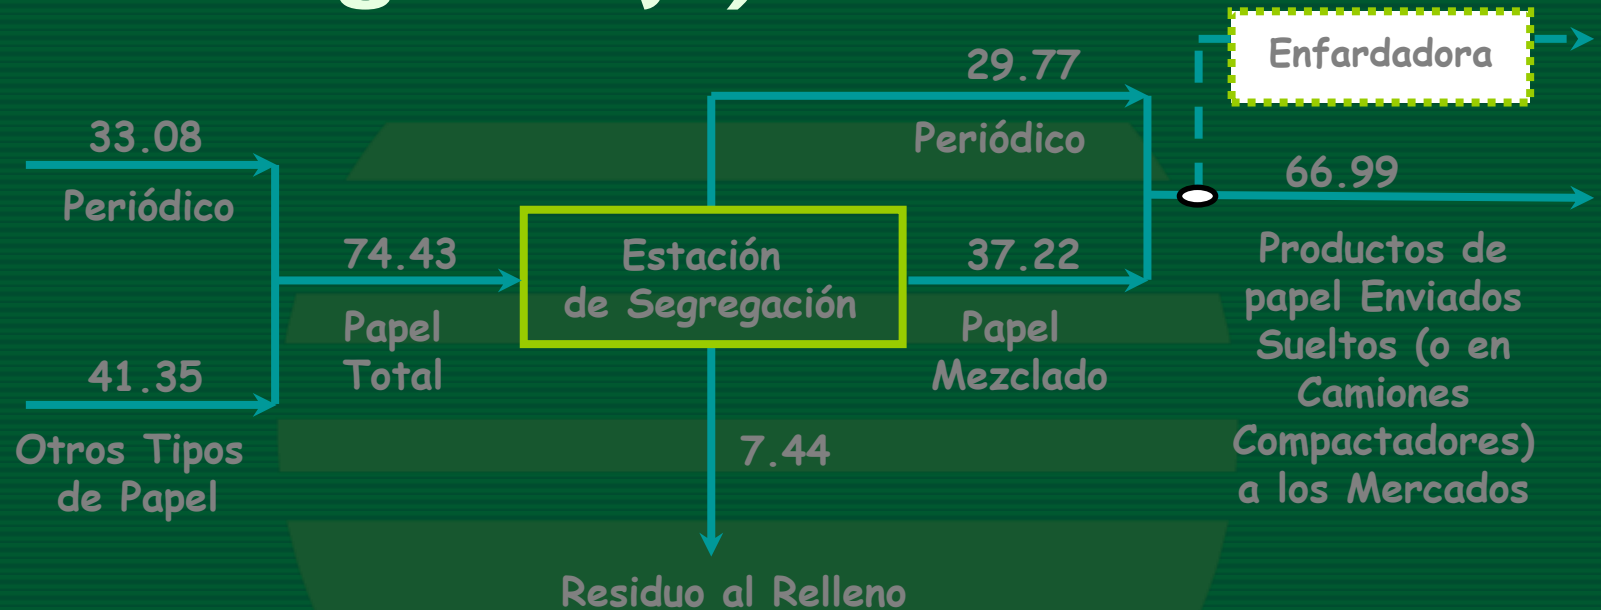 Enfardadora
29.77
Periódico
33.08
Periódico
66.99
74.43
Papel
Total
Estación
de Segregación
37.22
Papel
Mezclado
Productos de
papel Enviados
Sueltos (o en
Camiones
Compactadores)
a los Mercados
41.35
Otros Tipos
de Papel
7.44
Residuo al Relleno